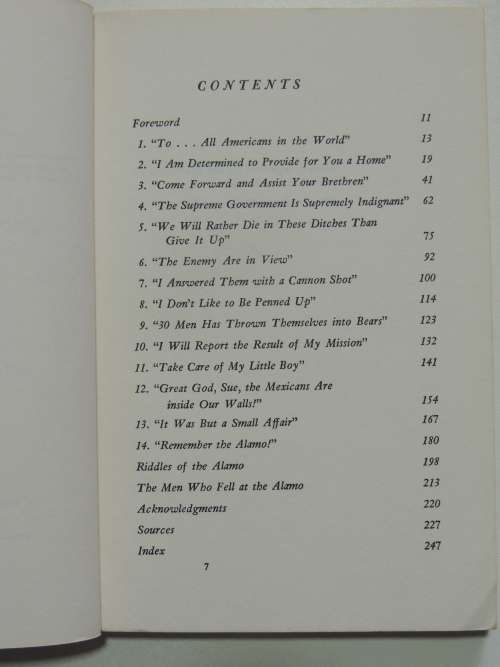 CONTENTS
Foreword 11
1. “To . . . All Americans in the World” 13
2. “I Am Determined to Provide for You a Home” 19
3. “Come Forward and Assist Your Brethren” 41
4. “The Supreme Government Is Supremely Indignant” 62
5. “We Will Rather Die in These Ditches Than
Give It Up” 75
6. “The Enemy Are in View” 92
7. “I Answered Them with a Cannon Shot” 100
8. “I Don’t Like to Be Penned Up” 114
9. “30 Men Has Thrown Themselves into Bears” 123
10. “I Will Report the Result of My Mission” 132
11. “Take Care of My Little Boy” 141
12. “Great God, Sue, the Mexicans Are
inside Our Walls!” 154
13. “It Was But a Small Affair” 167
14. “Remember the Alamo!” 180
Riddles of the Alamo 198
The Men Who Fell at the Alamo 213
Acknowledgments 220
Sources 227
Index 247
7